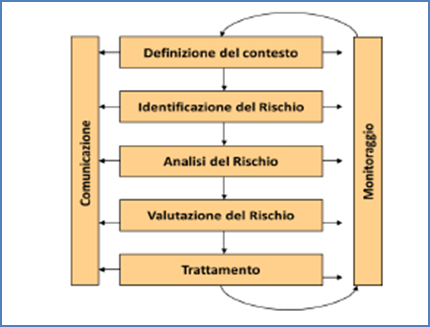 Definizione del contesto
Identificazione del Rischio
Analisi del Rischio
Valutazione del Rischio
Trattamento
Comunicazione
Monitoraggio